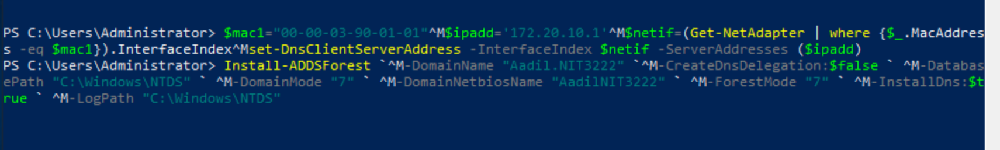 PS C:\Users\Administrator> $mac1="00-00-03-90-01-01"^M$ipadd='172.20.10.1'^M$netif=(Get-NetAdapter | where {$_.MacAddres
s -eq $mac1}).InterfaceIndex^Mset-DnsClientServerAddress -InterfaceIndex $netif -ServerAddresses ($ipadd)
PS C:\Users\Administrator> Install-ADDSForest `^M-DomainName "Aadil.NIT3222" `^M-CreateDnsDelegation:$false ` ^M-Databas
ePath "C:\Windows\NTDS" ` ^M-DomainMode "7" ` ^M-DomainNetbiosName "AadilNIT3222" ` ^M-ForestMode "7" ` ^M-InstallDns:$t
rue ` ^M-LogPath "C:\Windows\NTDS"